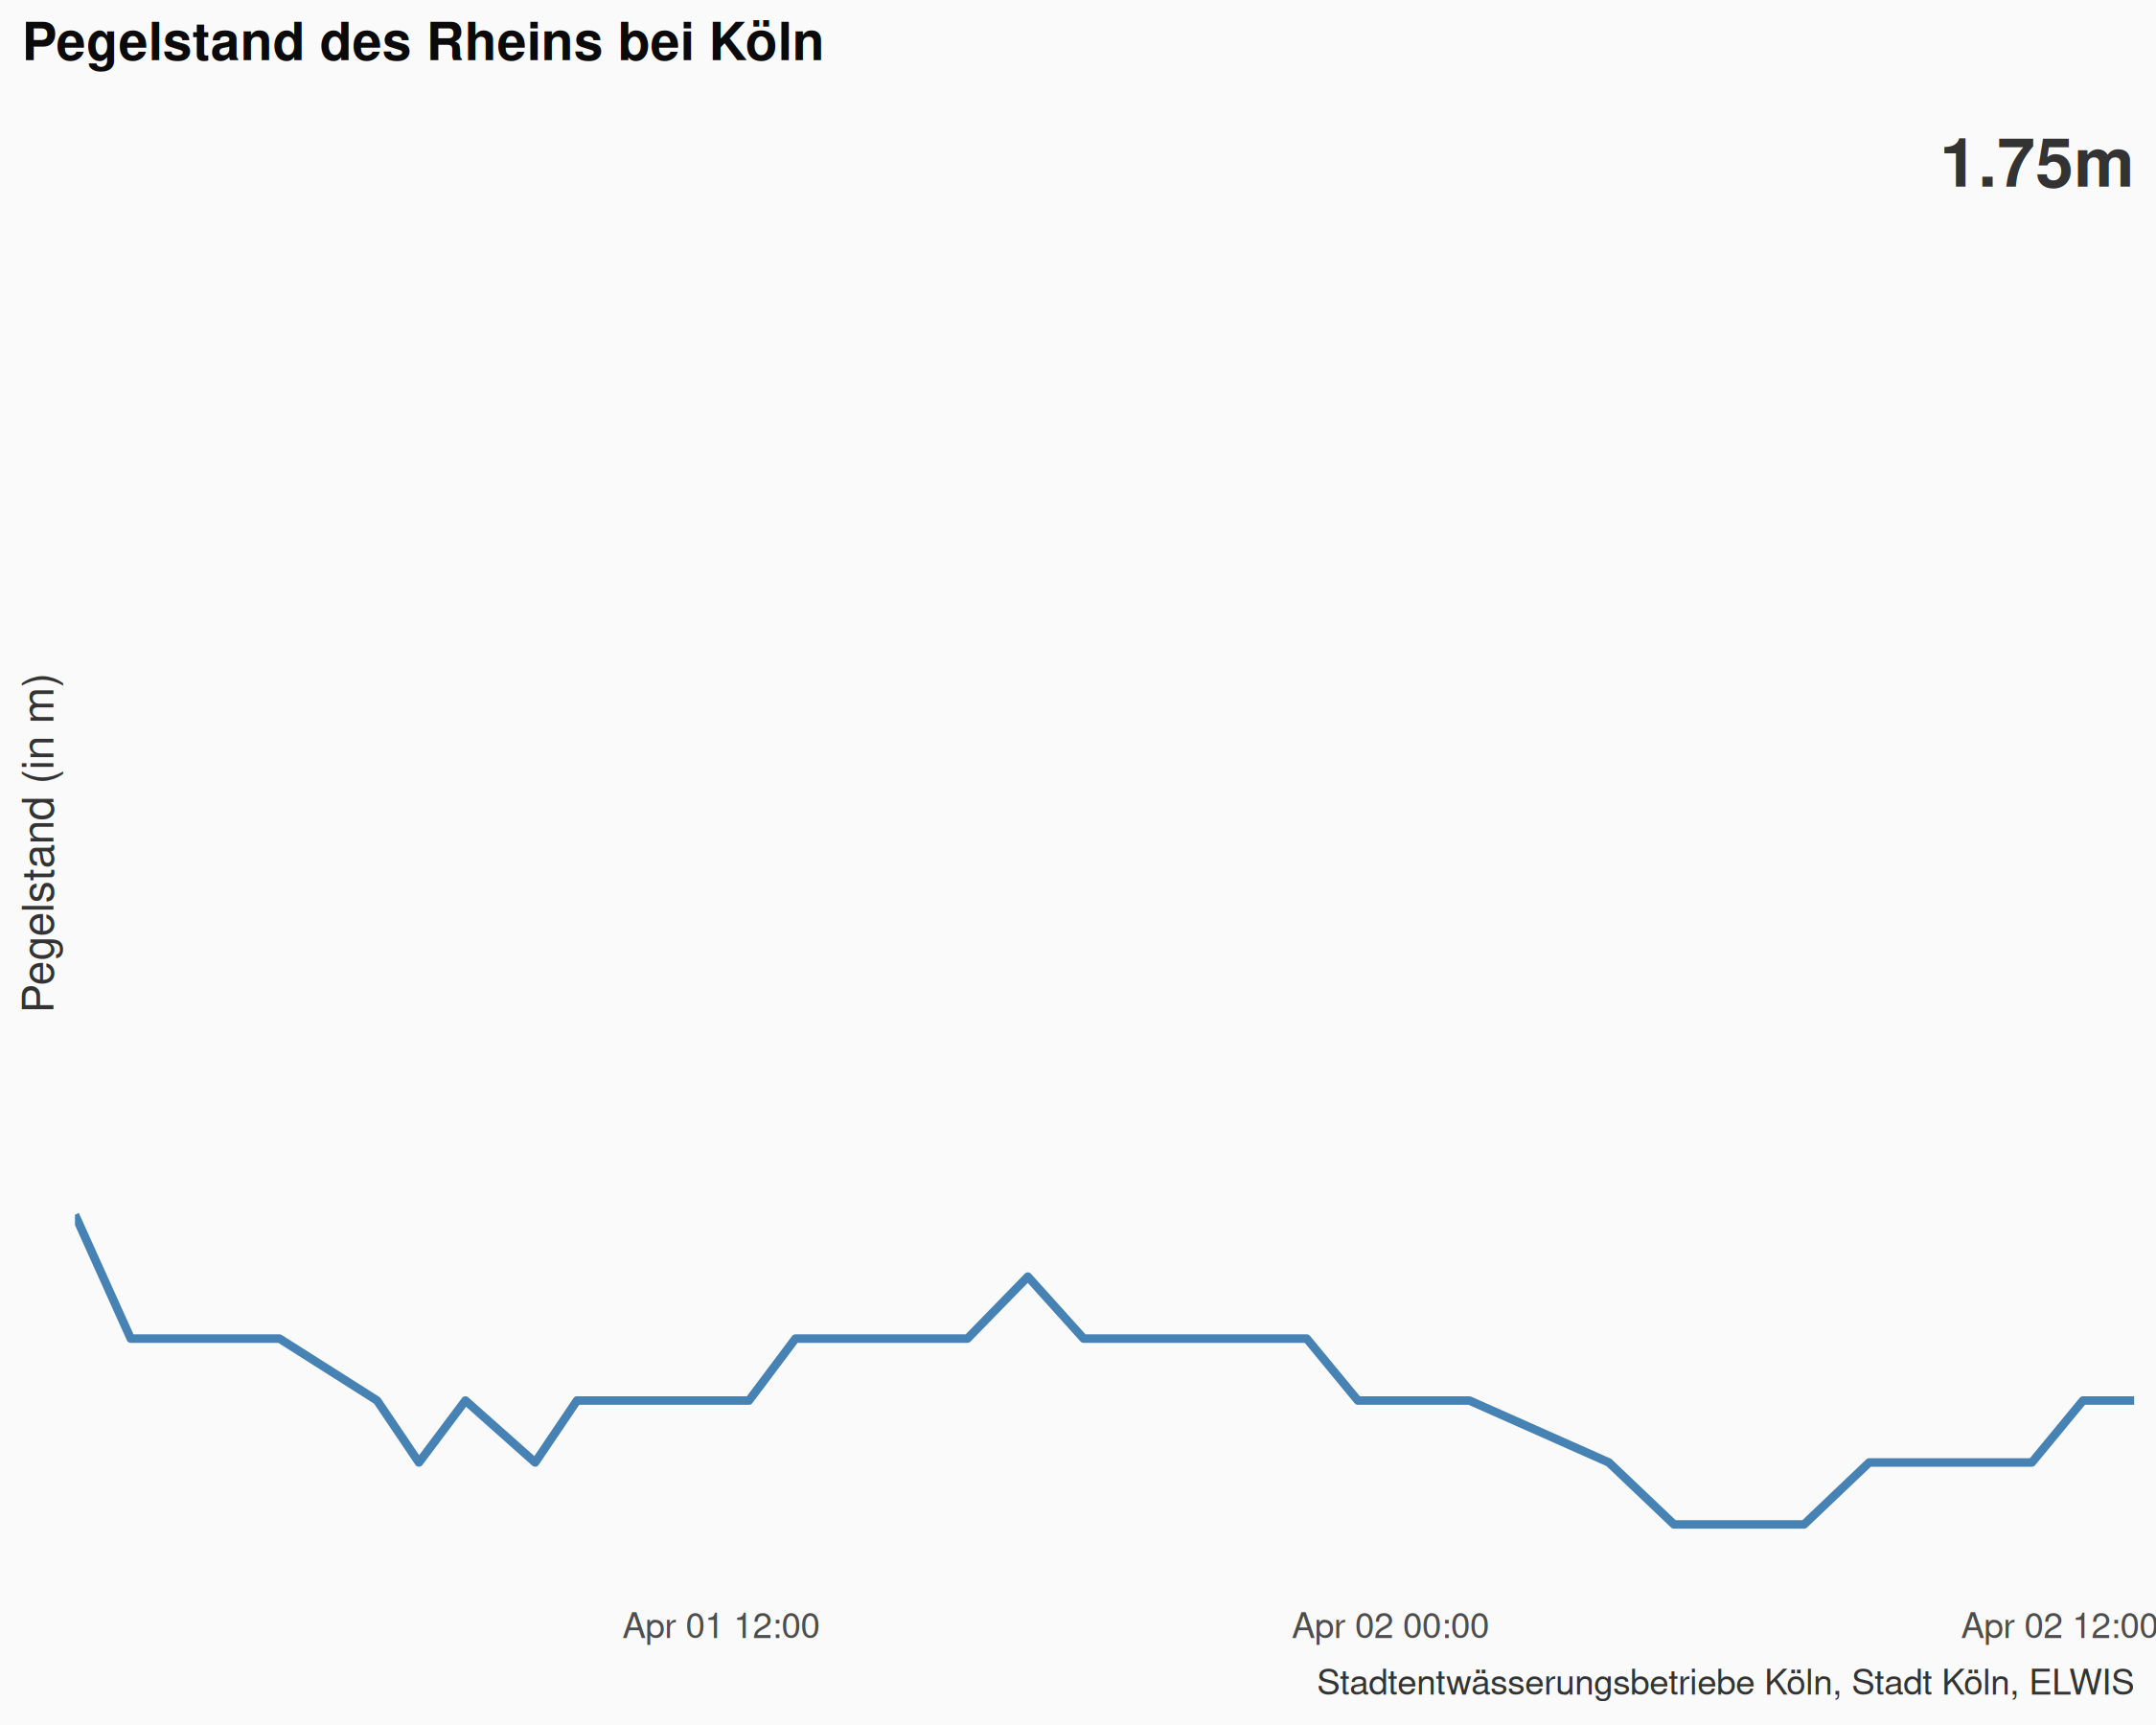 Pegelstand des Rheins bei Köln
1.75m
Pegelstand (in m)
Apr 01 12:00
Apr 02 00:00
Apr 02 12:00
Stadtentwässerungsbetriebe Köln, Stadt Köln, ELWIS